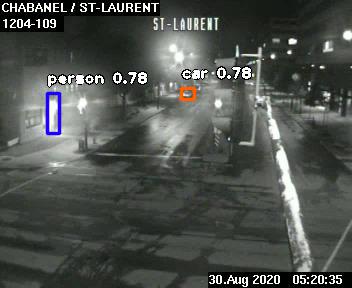 CHABANEL / ST-LAURENT
1204-109
ST-LAURENT
person 0.78
car 0.78
30.Aug 2020 05:20:35